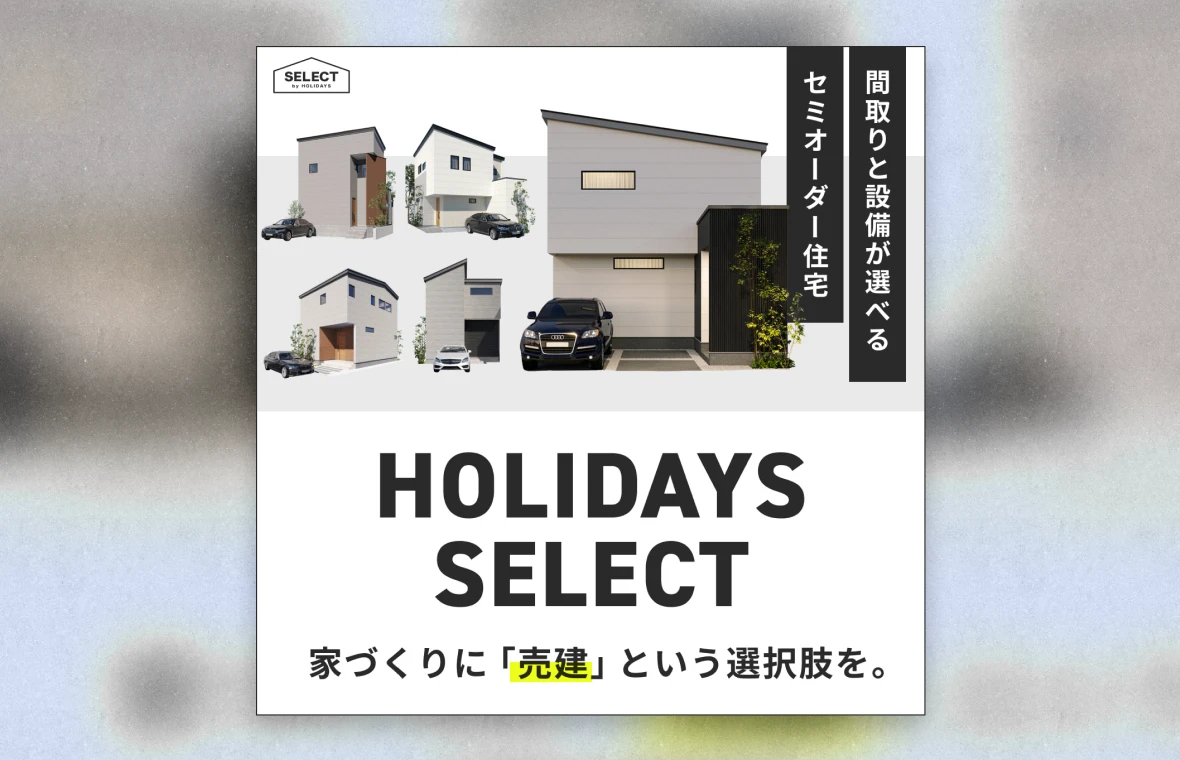 SELECT
by HOLIDAYS
間取りと設備が選べる
セミオーダー住宅
HOLIDAYS
SELECT
家づくりに「売建」という選択肢を。